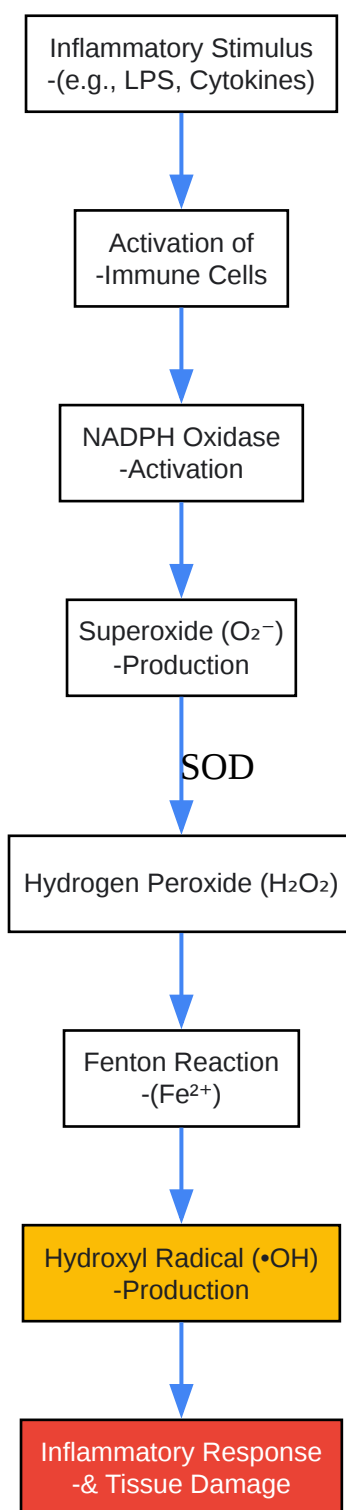 Inflammatory Stimulus
-(e.g., LPS, Cytokines)
Activation of
-Immune Cells
NADPH Oxidase
-Activation
Superoxide (O₂⁻)
-Production
SOD
Hydrogen Peroxide (H₂O₂)
Fenton Reaction
-(Fe²⁺)
Hydroxyl Radical (•OH)
-Production
Inflammatory Response
-& Tissue Damage